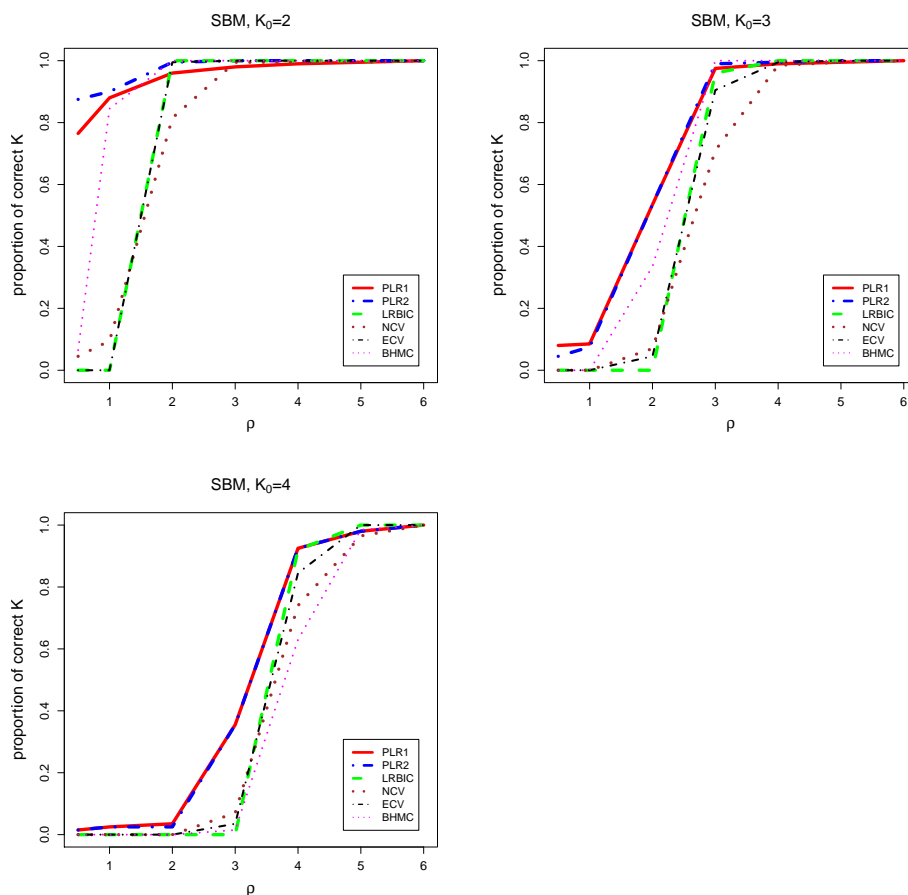 SBM, K₀=2
proportion of correct K
1.0
0.8
0.6
0.4
0.2
0.0
PLR1
PLR2
LRBIC
NCV
ECV
BHMC
1 2 3 4 5 6
ρ
SBM, K₀=3
proportion of correct K
1.0
0.8
0.6
0.4
0.2
0.0
PLR1
PLR2
LRBIC
NCV
ECV
BHMC
1 2 3 4 5 6
ρ
SBM, K₀=4
proportion of correct K
1.0
0.8
0.6
0.4
0.2
0.0
PLR1
PLR2
LRBIC
NCV
ECV
BHMC
1 2 3 4 5 6
ρ